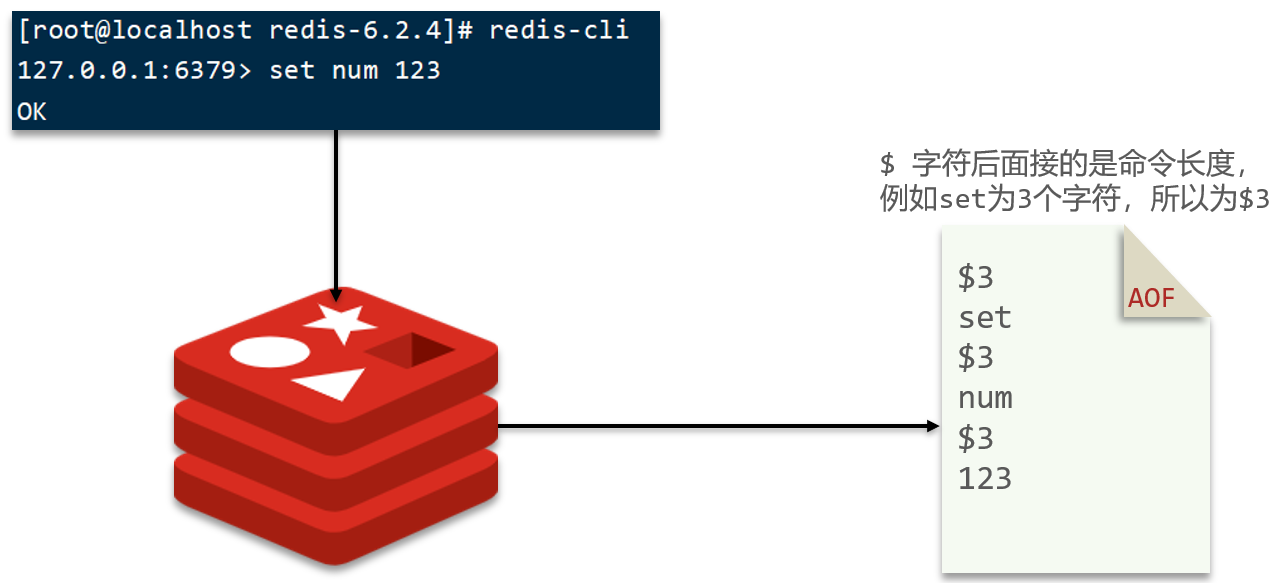 [root@localhost redis-6.2.4]# redis-cli
127.0.0.1:6379> set num 123
OK
$ 字符后面接的是命令长度，
例如set为3个字符，所以为$3
AOF
$3
set
$3
num
$3
123